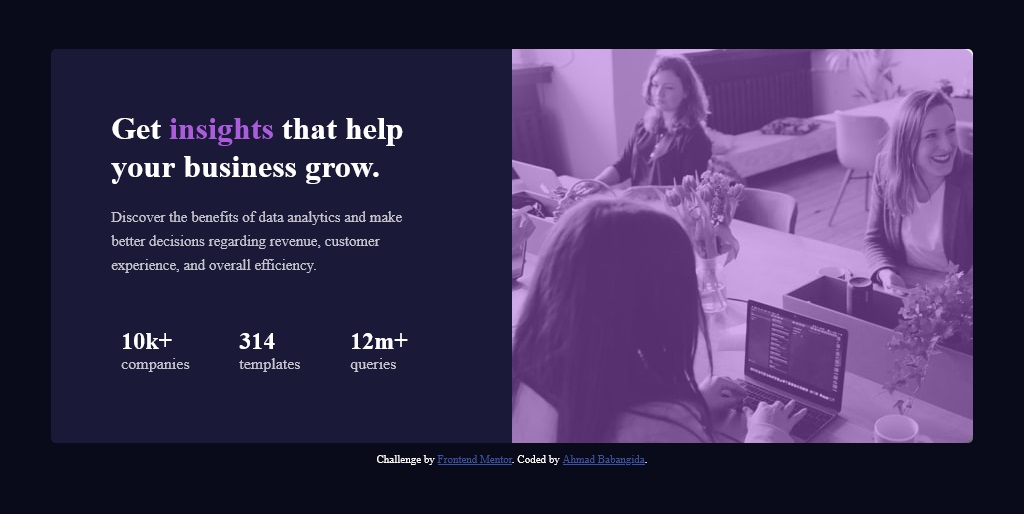 Get insights that help
your business grow.
Discover the benefits of data analytics and make
better decisions regarding revenue, customer
experience, and overall efficiency.
10k+ 314 12m+
companies templates queries
Challenge by Frontend Mentor. Coded by Ahmad Babangida.